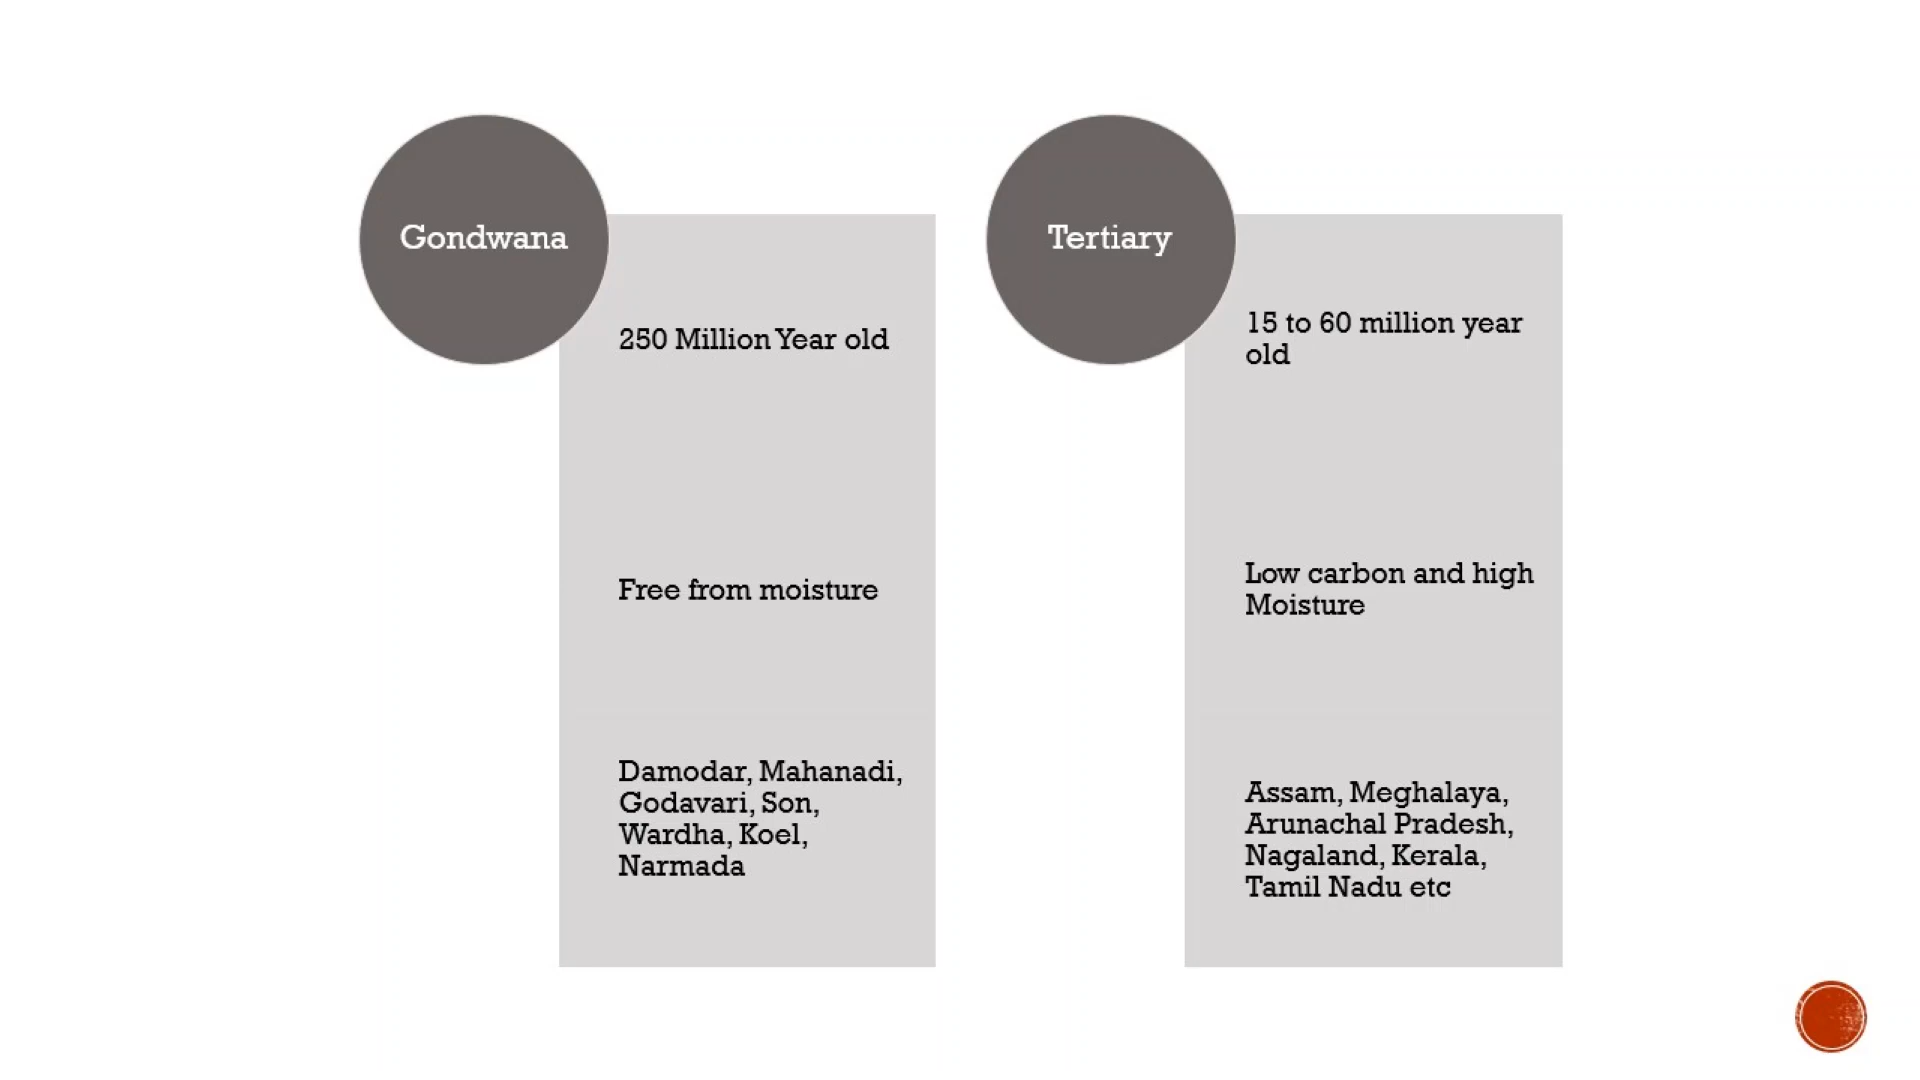 Gondwana
250 Million Year old
Free from moisture
Damodar, Mahanadi,
Godavari, Son,
Wardha, Koel,
Narmada
Tertiary
15 to 60 million year
old
Low carbon and high
Moisture
Assam, Meghalaya,
Arunachal Pradesh,
Nagaland, Kerala,
Tamil Nadu etc